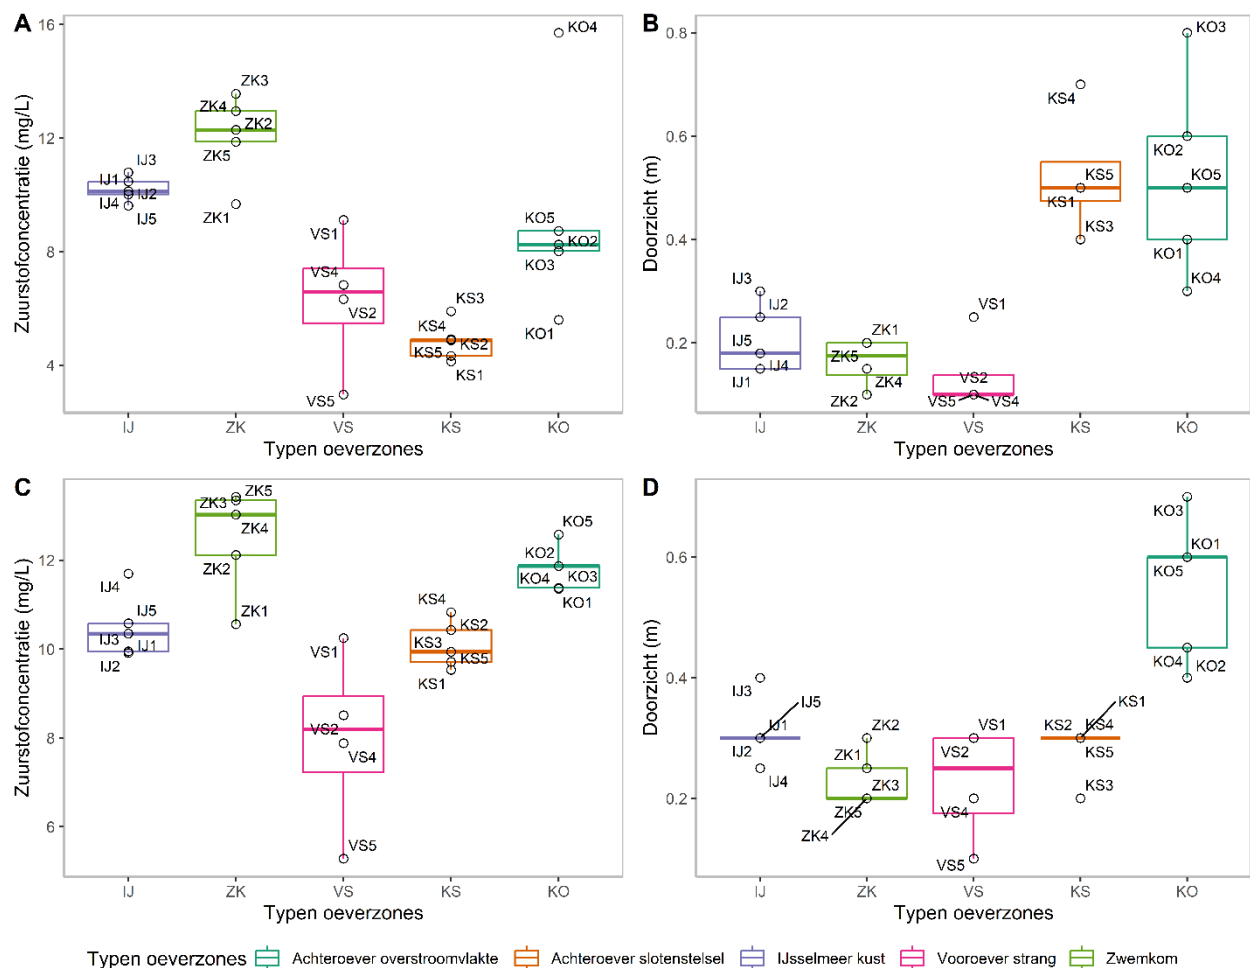 A
Zuurstofconcentratie (mg/L)
16
12
8
4
KO4
ZK3
ZK4
ZK2
ZK5
ZK1
IJ3
IJ1
IJ2
IJ4
IJ5
VS1
VS4
VS2
VS5
KS3
KS4
KS2
KS5
KS1
KO5
KO2
KO3
KO1
IJ ZK VS KS KO
Typen oeverzones
B
Doorzicht (m)
0.8
0.6
0.4
0.2
KO3
KS4
KO2
KS5
KO5
KS1
KS3
KO1
KO4
IJ3
IJ2
IJ5
IJ4
IJ1
ZK1
ZK5
ZK4
ZK2
VS1
VS2
VS5
VS4
IJ ZK VS KS KO
Typen oeverzones
C
Zuurstofconcentratie (mg/L)
12
10
8
6
ZK5
ZK3
ZK4
ZK2
ZK1
IJ4
IJ5
IJ3
IJ1
IJ2
VS1
VS2
VS4
VS5
KS4
KS2
KS3
KS5
KS1
KO5
KO2
KO4
KO3
KO1
IJ ZK VS KS KO
Typen oeverzones
D
Doorzicht (m)
0.6
0.4
0.2
KO3
KO1
KO5
KO4
KO2
IJ3
IJ5
IJ1
IJ2
IJ4
ZK2
ZK1
ZK3
ZK5
ZK4
VS1
VS2
VS4
VS5
KS1
KS2
KS4
KS5
KS3
IJ ZK VS KS KO
Typen oeverzones
Typen oeverzones Achteroever overstroomvlakte Achteroever slotenstelsel IJsselmeer kust Vooroever strang Zwemkom